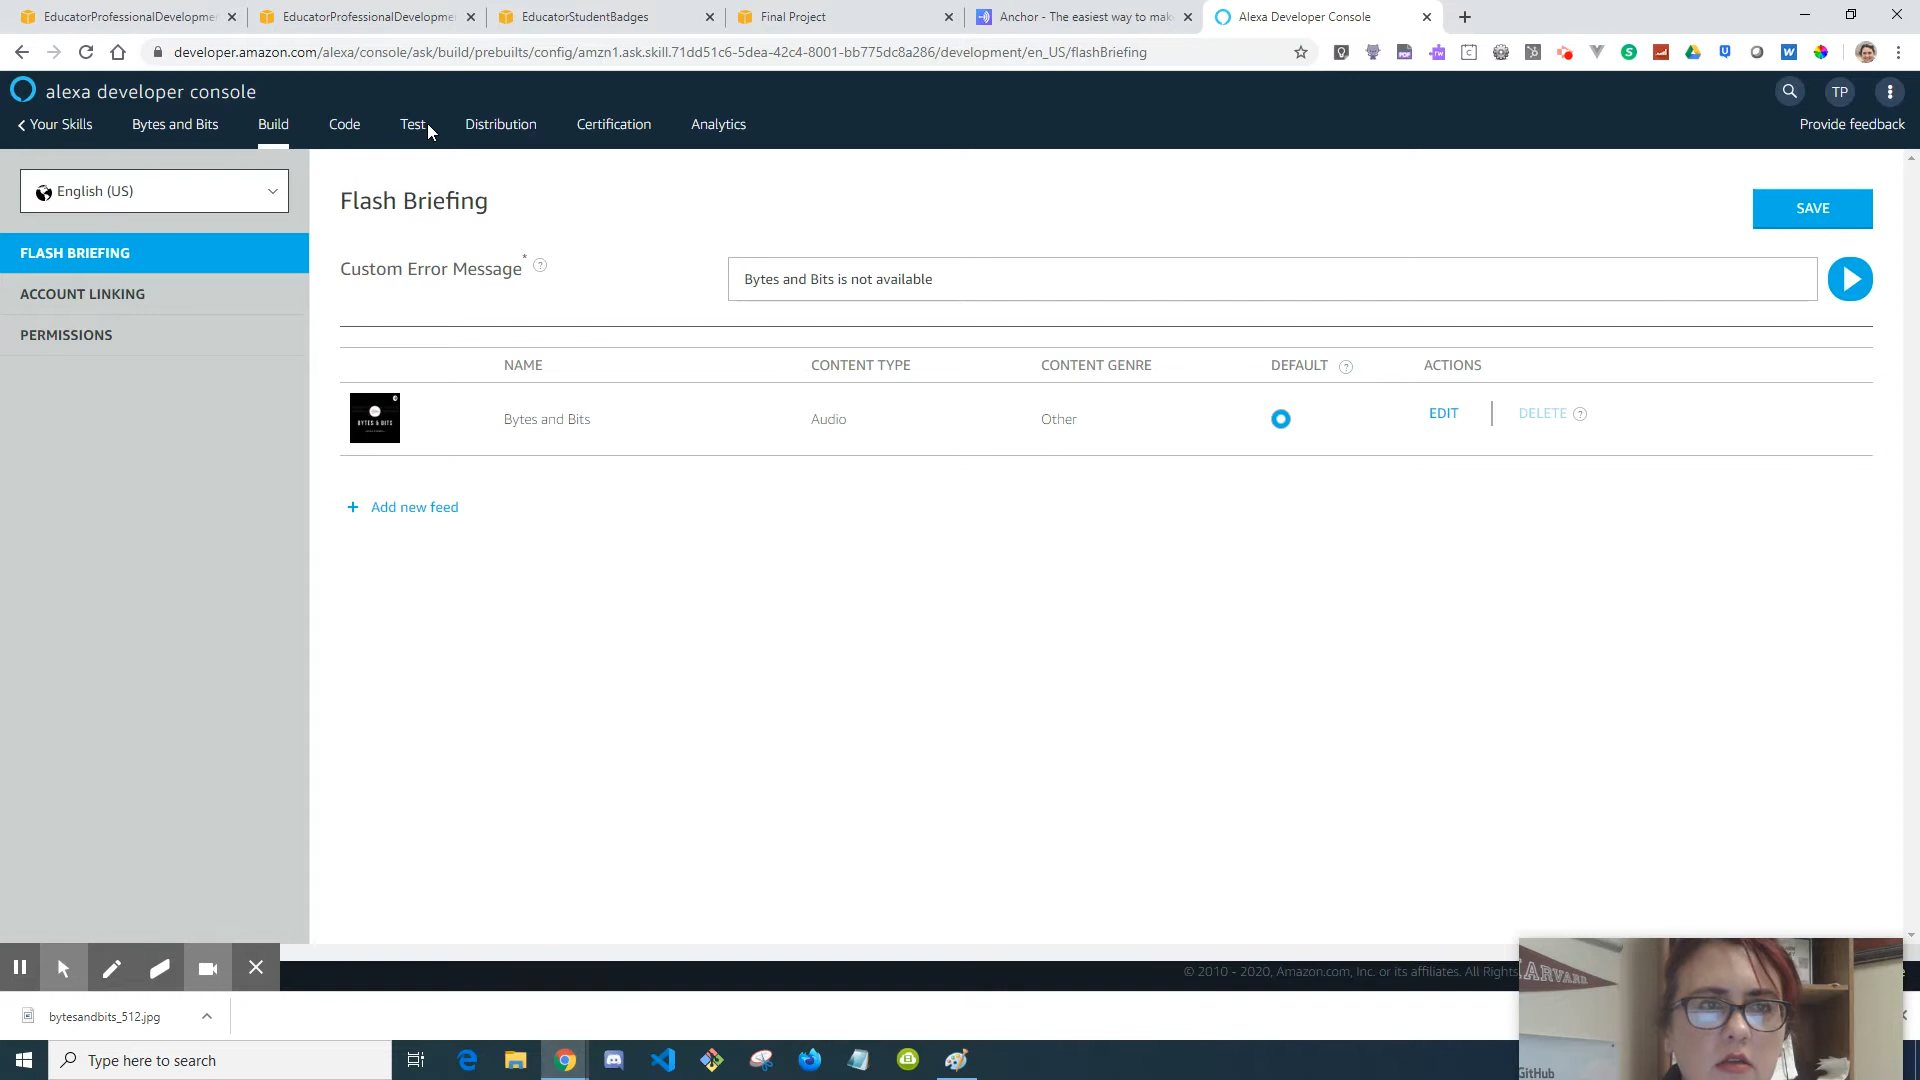 EducatorProfessionalDevelopmen
EducatorProfessionalDevelopme
EducatorStudentBadges
Final Project
Anchor - The easiest way to mak
Alexa Developer Console
developer.amazon.com/alexa/console/ask/build/prebuilts/config/amzn1.ask.skill.71dd51c6-5dea-42c4-8001-bb775dc8a286/development/en_US/flashBriefing
alexa developer console
TP
Your Skills
Bytes and Bits
Build
Code
Test
Distribution
Certification
Analytics
Provide feedback
English (US)
FLASH BRIEFING
ACCOUNT LINKING
PERMISSIONS
Flash Briefing
SAVE
Custom Error Message*
Bytes and Bits is not available
NAME
CONTENT TYPE
CONTENT GENRE
DEFAULT
ACTIONS
BYTES & BITS
Bytes and Bits
Audio
Other
EDIT
DELETE
+ Add new feed
© 2010 - 2020, Amazon.com, Inc. or its affiliates. All Rights
ARVARD
GitHub
bytesandbits_512.jpg
Type here to search